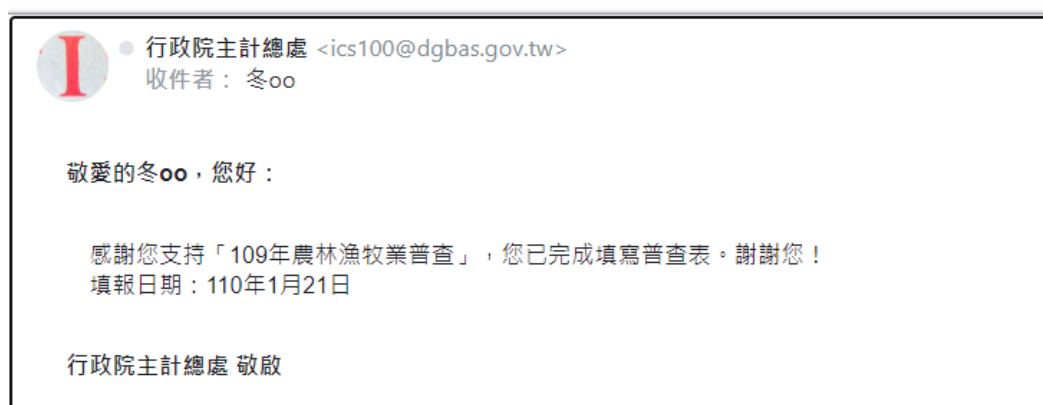 I
行政院主計總處 <ics100@dgbas.gov.tw>
收件者： 冬oo
敬愛的冬oo，您好：
感謝您支持「109年農林漁牧業普查」，您已完成填寫普查表。謝謝您！
填報日期：110年1月21日
行政院主計總處 敬啟